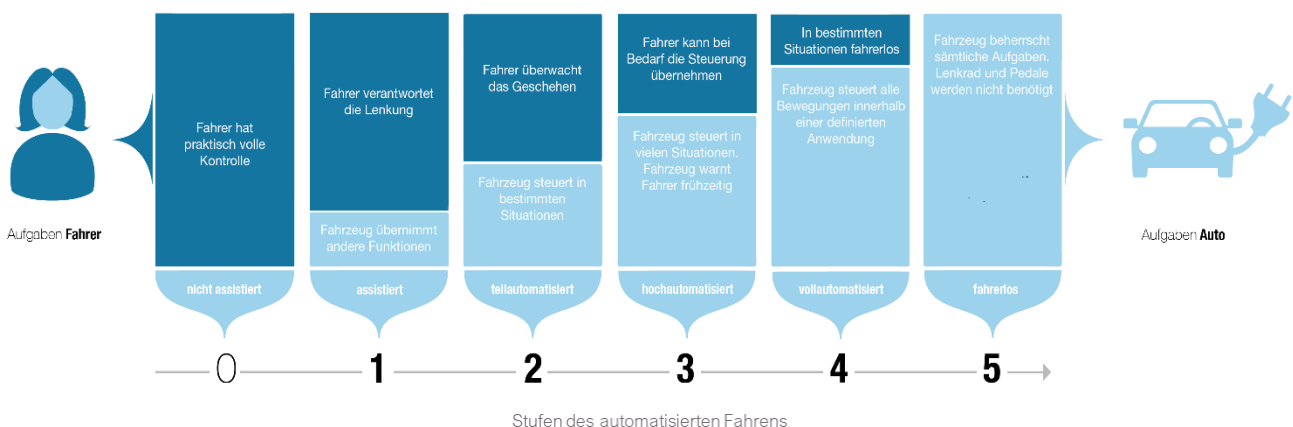 Aufgaben Fahrer
Fahrer hat
praktisch volle
Kontrolle
nicht assistiert
0
Fahrer verantwortet
die Lenkung
Fahrzeug übernimmt
andere Funktionen
assistiert
1
Fahrer überwacht
das Geschehen
Fahrzeug steuert in
bestimmten
Situationen
teilautomatisiert
2
Fahrer kann bei
Bedarf die Steuerung
übernehmen
Fahrzeug steuert in
vielen Situationen.
Fahrzeug warnt
Fahrer frühzeitig
hochautomatisiert
3
In bestimmten
Situationen fahrerlos
Fahrzeug steuert alle
Bewegungen innerhalb
einer definierten
Anwendung
vollautomatisiert
4
Fahrzeug beherrscht
sämtliche Aufgaben.
Lenkrad und Pedale
werden nicht benötigt
fahrerlos
5
Aufgaben Auto
Stufen des automatisierten Fahrens